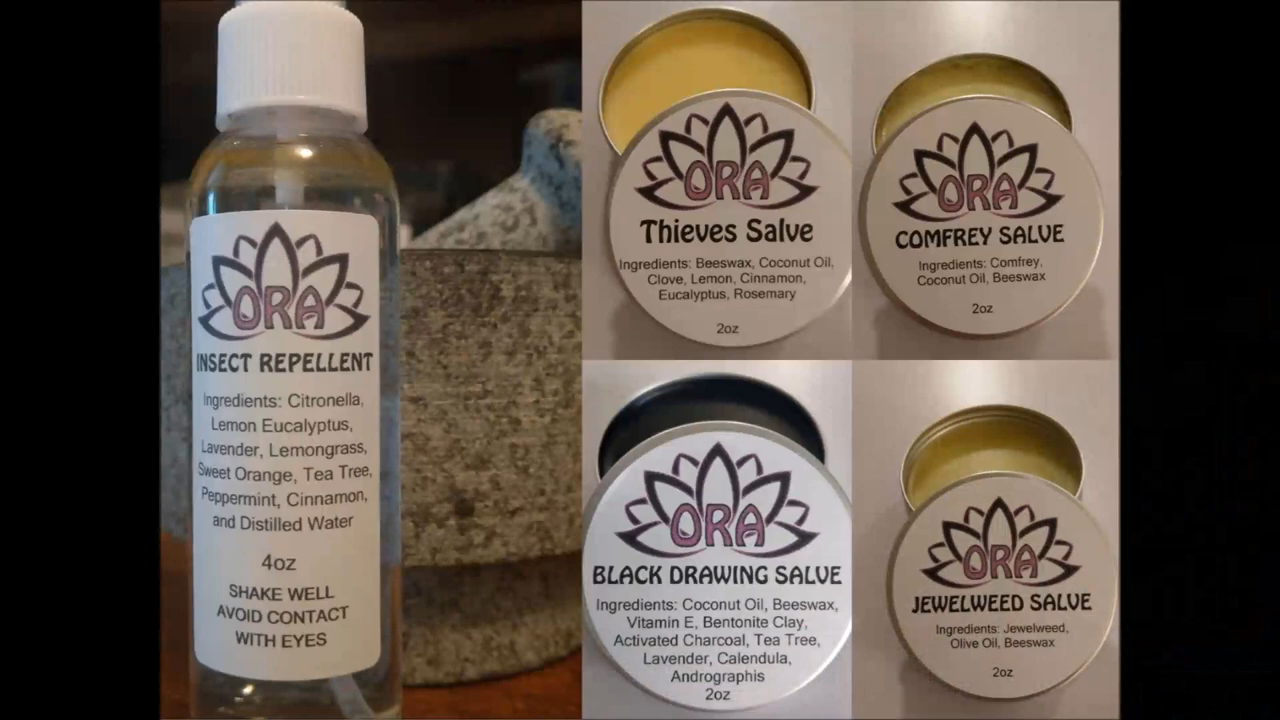 ORA
INSECT REPELLENT
Ingredients: Citronella,
Lemon Eucalyptus,
Lavender, Lemongrass,
Sweet Orange, Tea Tree,
Peppermint, Cinnamon,
and Distilled Water
4oz
SHAKE WELL
AVOID CONTACT
WITH EYES
ORA
Thieves Salve
Ingredients: Beeswax, Coconut Oil,
Clove, Lemon, Cinnamon,
Eucalyptus, Rosemary
2oz
ORA
COMFREY SALVE
Ingredients: Comfrey,
Coconut Oil, Beeswax
2oz
ORA
BLACK DRAWING SALVE
Ingredients: Coconut Oil, Beeswax,
Vitamin E, Bentonite Clay,
Activated Charcoal, Tea Tree,
Lavender, Calendula,
Andrographis
2oz
ORA
JEWELWEED SALVE
Ingredients: Jewelweed,
Olive Oil, Beeswax
2oz